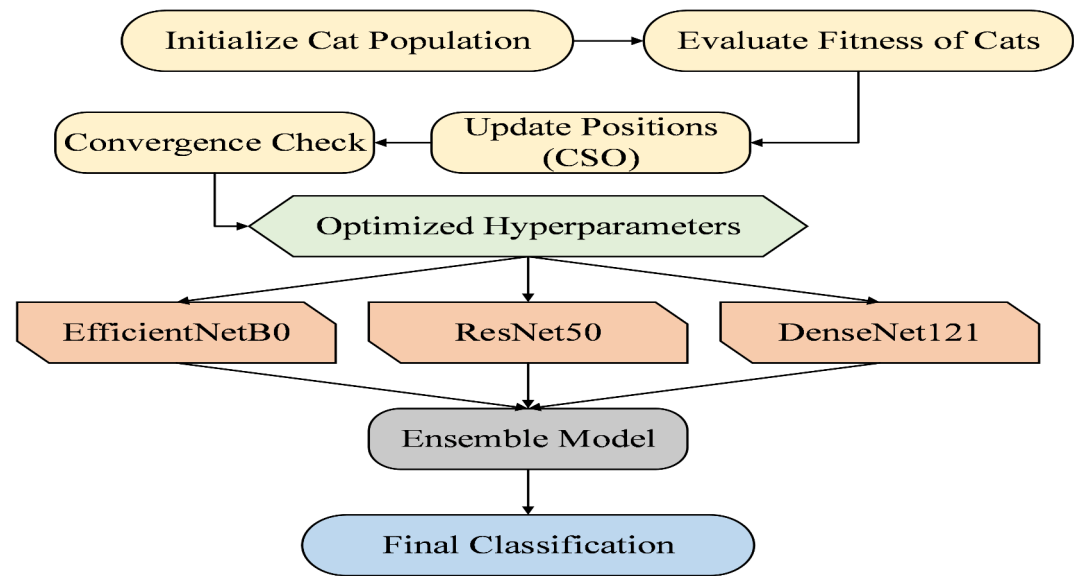 Initialize Cat Population
Evaluate Fitness of Cats
Update Positions
(CSO)
Convergence Check
Optimized Hyperparameters
EfficientNetB0
ResNet50
DenseNet121
Ensemble Model
Final Classification